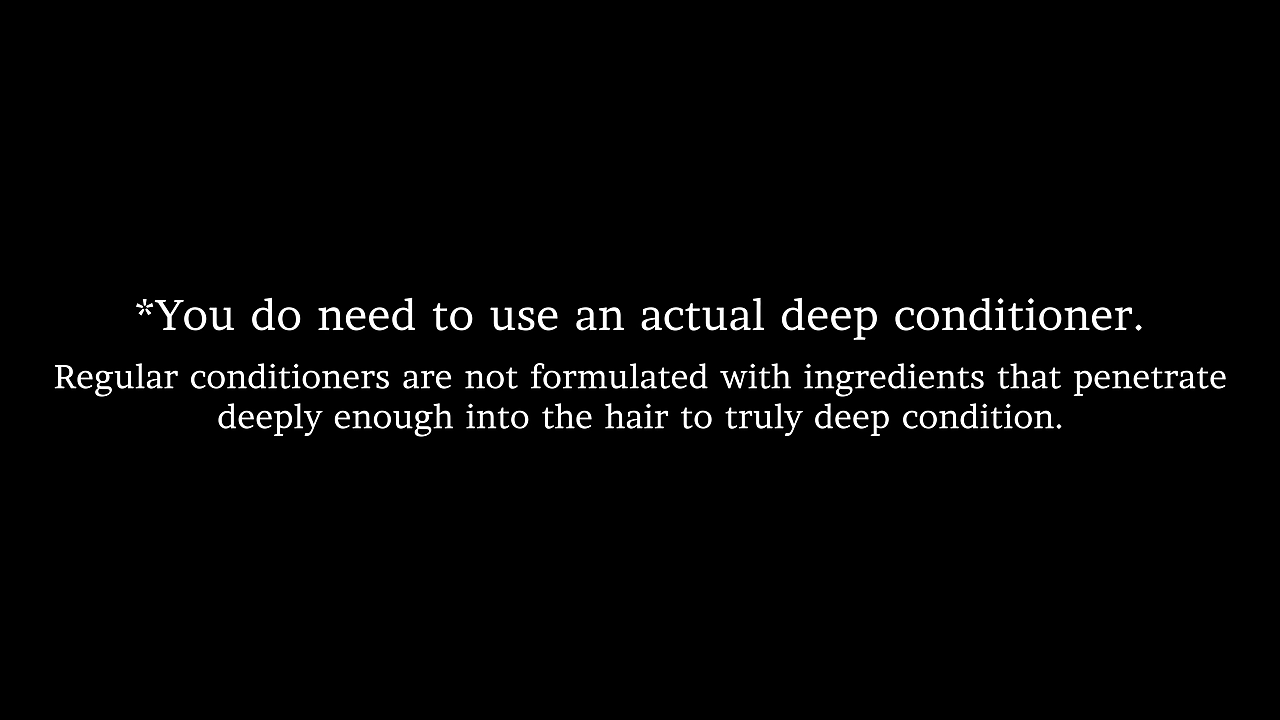 *You do need to use an actual deep conditioner.
Regular conditioners are not formulated with ingredients that penetrate
deeply enough into the hair to truly deep condition.